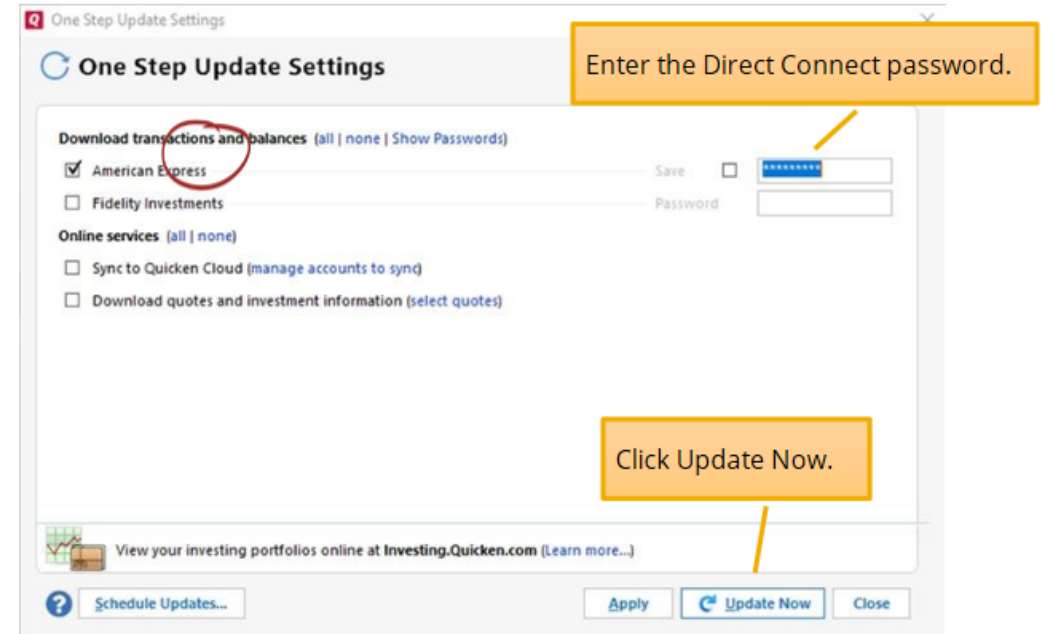 One Step Update Settings
One Step Update Settings
Enter the Direct Connect password.
Download transactions and balances (all | none | Show Passwords)
American Express Save *********
Fidelity Investments Password
Online services (all | none)
Sync to Quicken Cloud (manage accounts to sync)
Download quotes and investment information (select quotes)
Click Update Now.
View your investing portfolios online at Investing.Quicken.com (Learn more...)
? Schedule Updates... Apply Update Now Close